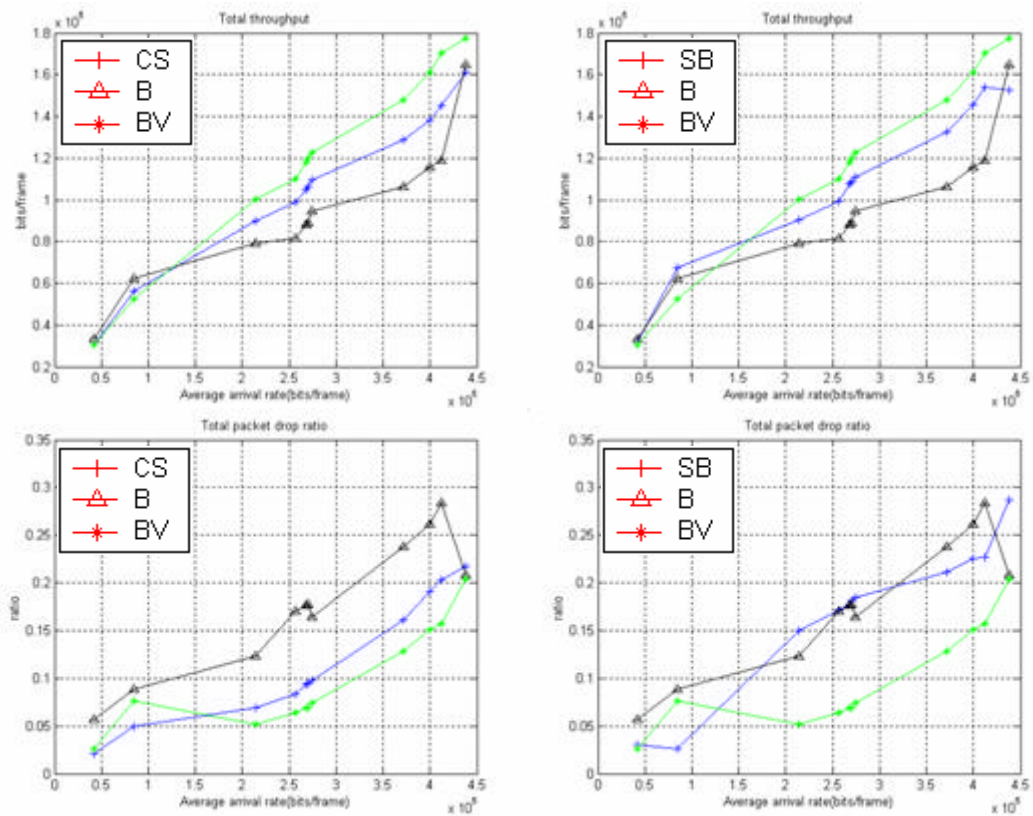 Total throughput
x 10
1.8
1.6
1.4
1.2
1
0.8
0.6
0.4
0.2
bits/frame
CS
B
BV
0 0.5 1 1.5 2 2.5 3 3.5 4 4.5
Average arrival rate(bits/frame)
x 10
Total throughput
x 10
1.8
1.6
1.4
1.2
1
0.8
0.6
0.4
0.2
bits/frame
SB
B
BV
0 0.5 1 1.5 2 2.5 3 3.5 4 4.5
Average arrival rate(bits/frame)
x 10
Total packet drop ratio
0.35
0.3
0.25
0.2
0.15
0.1
0.05
0
ratio
CS
B
BV
0 0.5 1 1.5 2 2.5 3 3.5 4 4.5
Average arrival rate(bits/frame)
x 10
Total packet drop ratio
0.35
0.3
0.25
0.2
0.15
0.1
0.05
0
ratio
SB
B
BV
0 0.5 1 1.5 2 2.5 3 3.5 4 4.5
Average arrival rate(bits/frame)
x 10